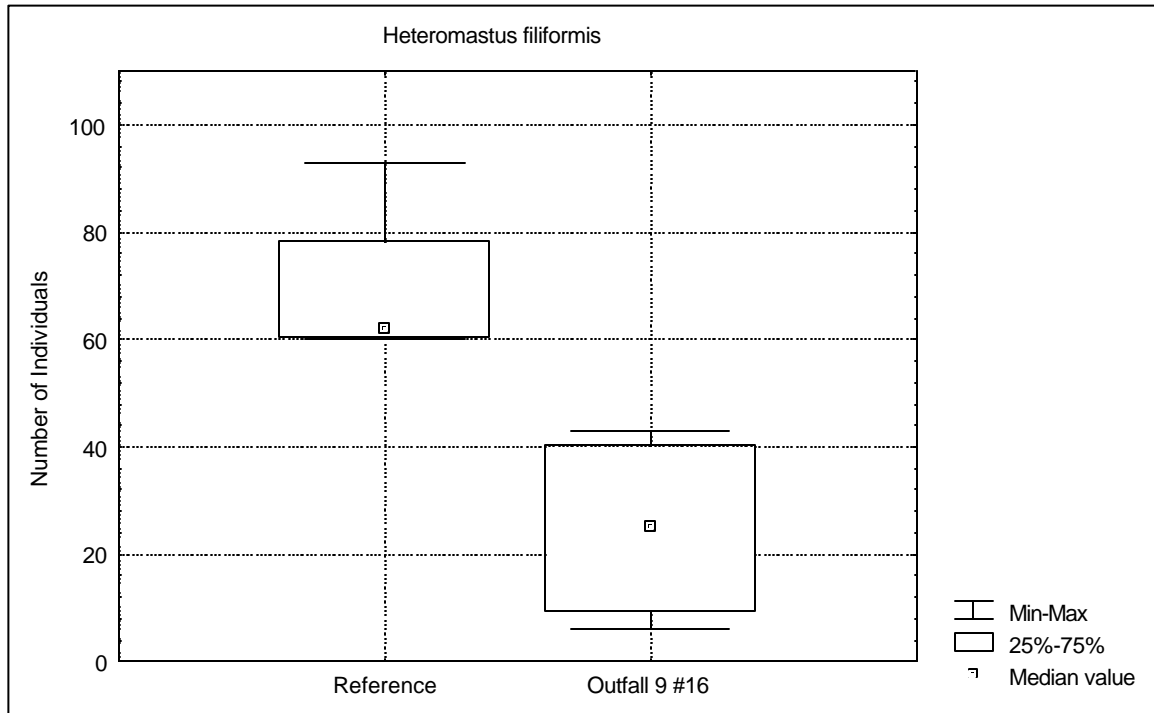 Heteromastus filiformis
Number of Individuals
100
80
60
40
20
0
Reference
Outfall 9 #16
Min-Max
25%-75%
Median value